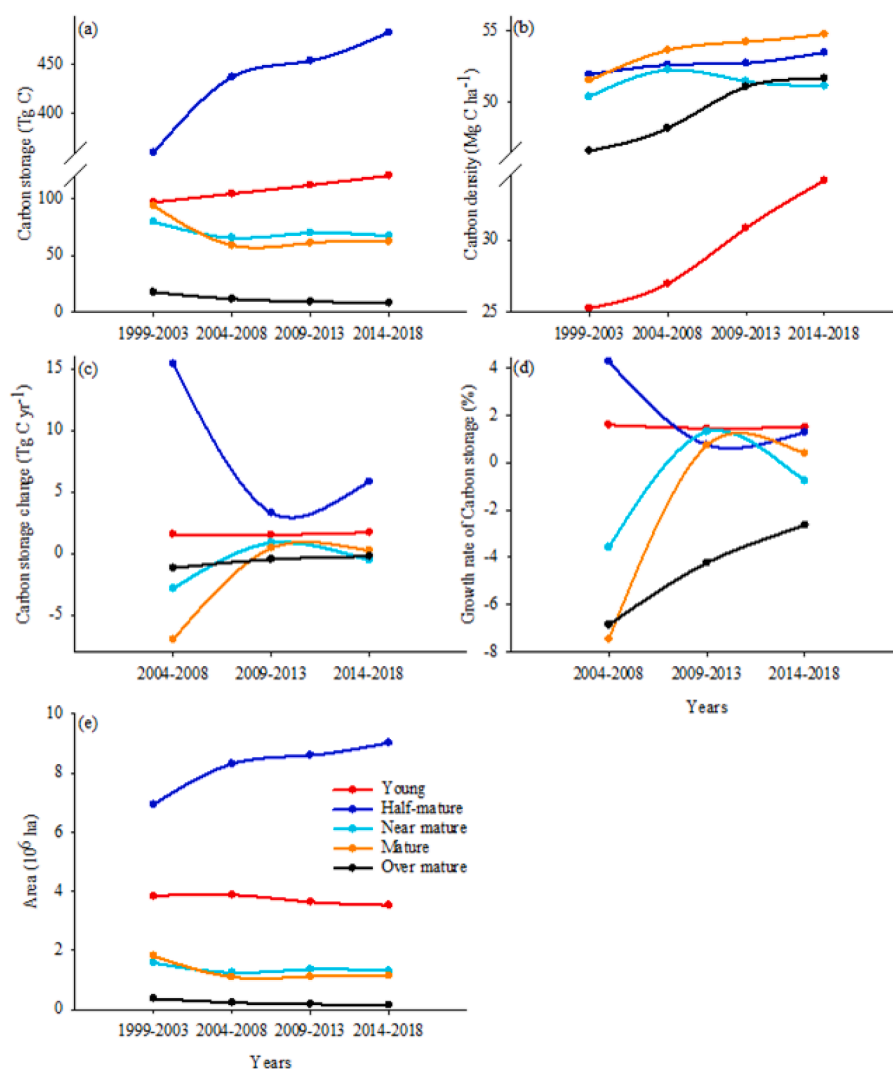 (a)
Carbon storage (Tg C)
450
400
100
50
0
1999-2003 2004-2008 2009-2013 2014-2018
(b)
Carbon density (Mg C ha⁻¹)
55
50
30
25
1999-2003 2004-2008 2009-2013 2014-2018
(c)
Carbon storage change (Tg C yr⁻¹)
15
10
5
0
-5
2004-2008 2009-2013 2014-2018
(d)
Growth rate of Carbon storage (%)
4
2
0
-2
-4
-6
-8
2004-2008 2009-2013 2014-2018
Years
(e)
Area (10⁶ ha)
10
8
6
4
2
0
Young
Half-mature
Near mature
Mature
Over mature
1999-2003 2004-2008 2009-2013 2014-2018
Years